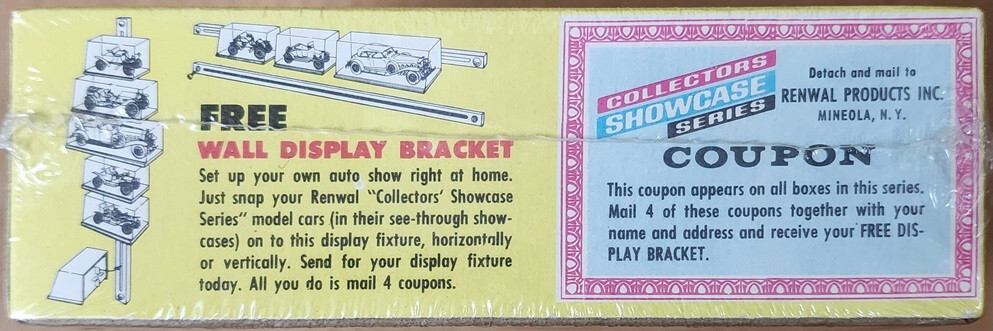 FREE
WALL DISPLAY BRACKET
Set up your own auto show right at home.
Just snap your Renwal "Collectors' Showcase
Series" model cars (in their see-through show-
cases) on to this display fixture, horizontally
or vertically. Send for your display fixture
today. All you do is mail 4 coupons.
COLLECTORS
SHOWCASE
SERIES
Detach and mail to
RENWAL PRODUCTS INC.
MINEOLA, N.Y.
COUPON
This coupon appears on all boxes in this series.
Mail 4 of these coupons together with your
name and address and receive your FREE DIS-
PLAY BRACKET.